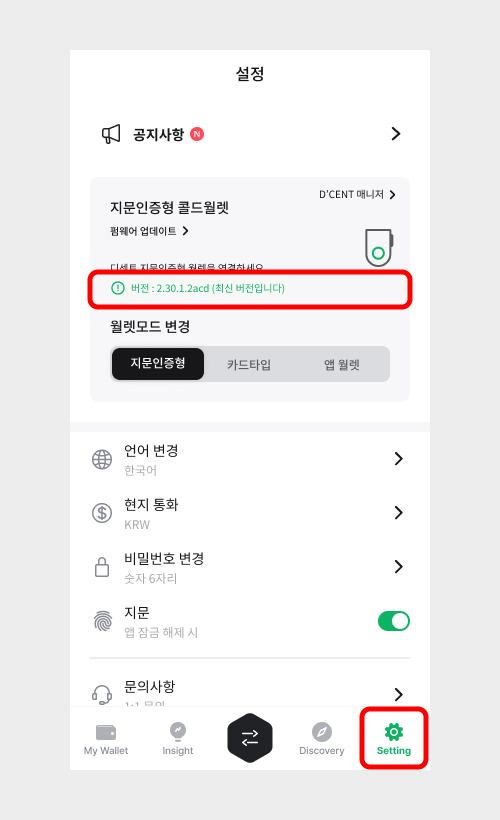 설정
공지사항 N
D'CENT 매니저
지문인증형 콜드월렛
펌웨어 업데이트
디센트 지문인증형 월렛을 연결하세요
버전 : 2.30.1.2acd (최신 버전입니다)
월렛모드 변경
지문인증형 카드타입 앱 월렛
언어 변경
한국어
현지 통화
KRW
비밀번호 변경
숫자 6자리
지문
앱 잠금 해제 시
문의사항
1:1 문의
My Wallet Insight Discovery Setting